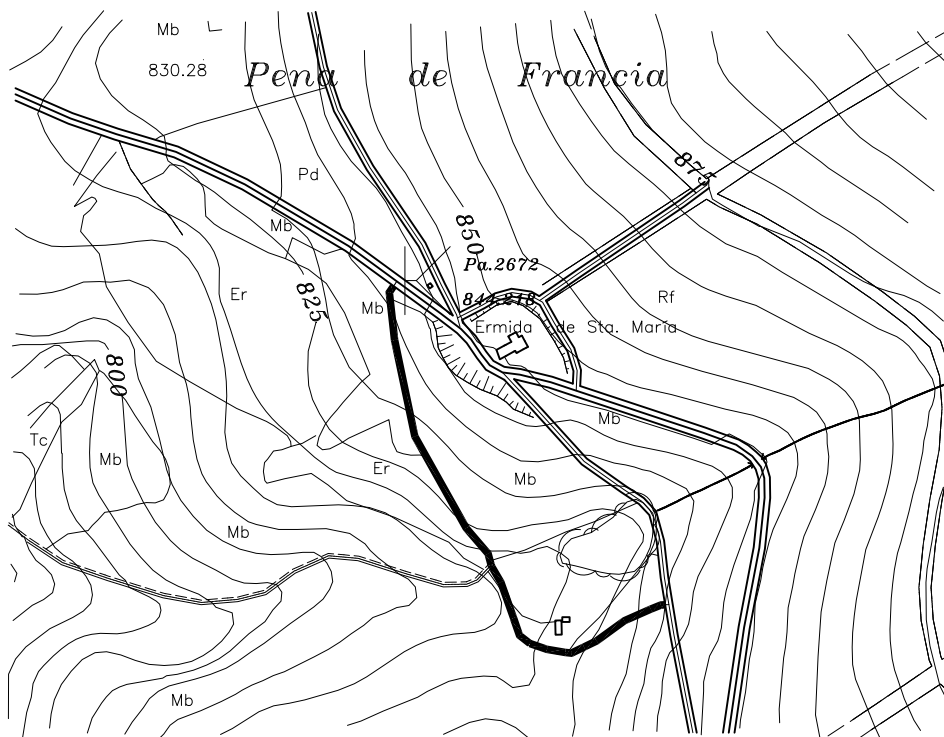 Mb
830.28
Pena de Francia
875
Pd
Mb
850
Pa.2672
844.218
Er
825
Mb
Rf
Ermida de Sta. María
800
Mb
Tc
Mb
Er
Mb
Mb
Mb